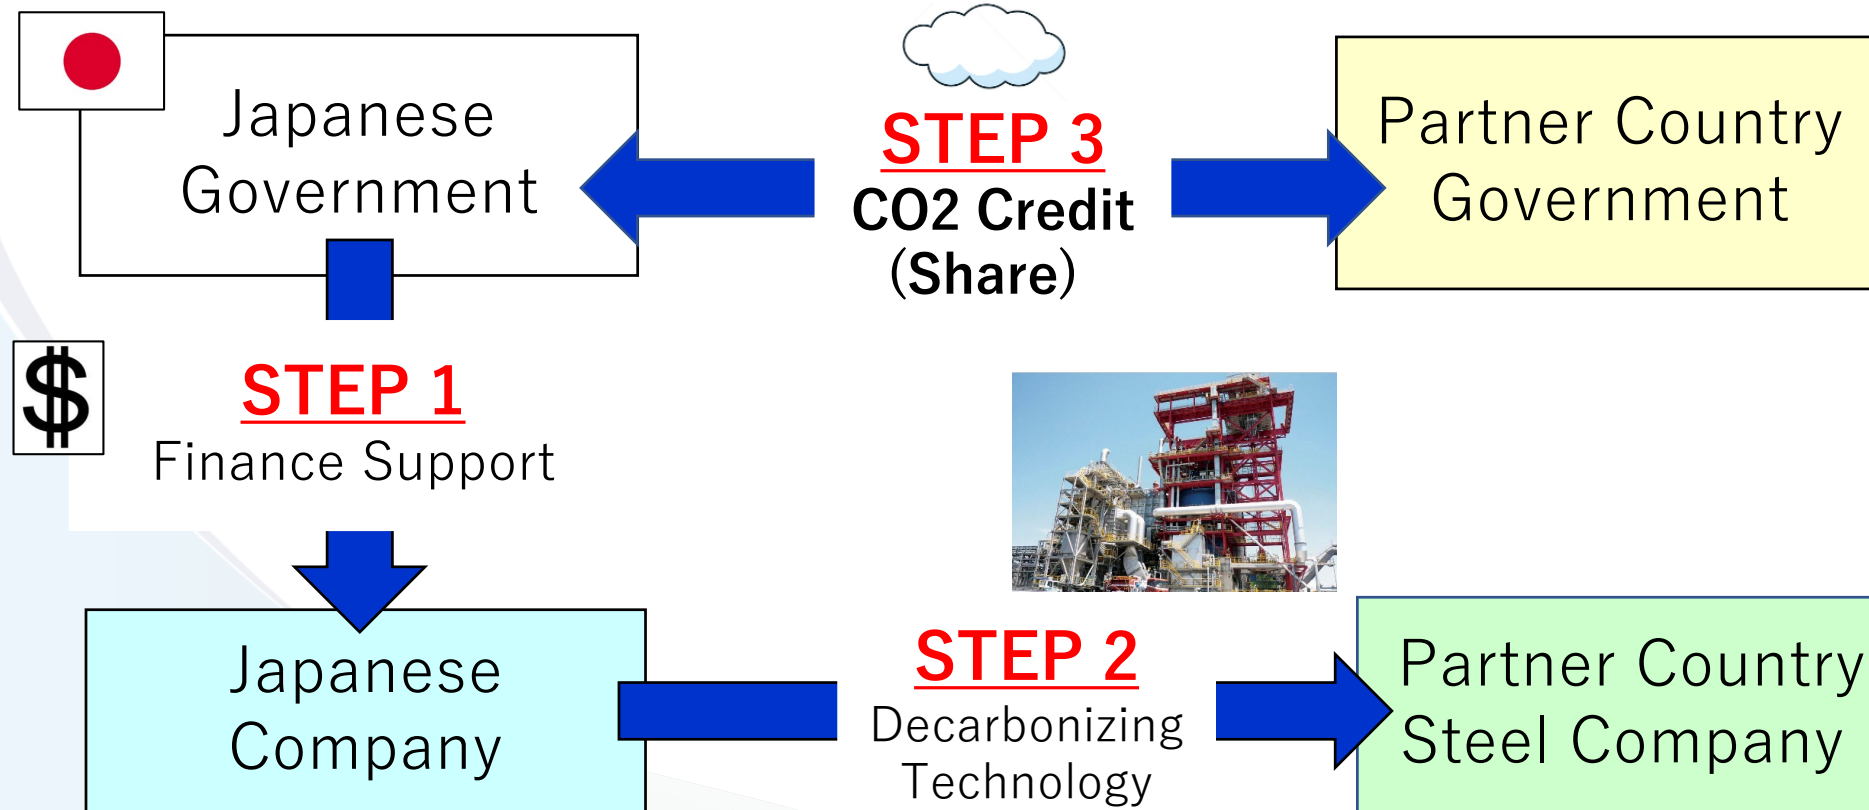 Japanese
Government
STEP 3
CO2 Credit
(Share)
Partner Country
Government
$
STEP 1
Finance Support
Japanese
Company
STEP 2
Decarbonizing
Technology
Partner Country
Steel Company